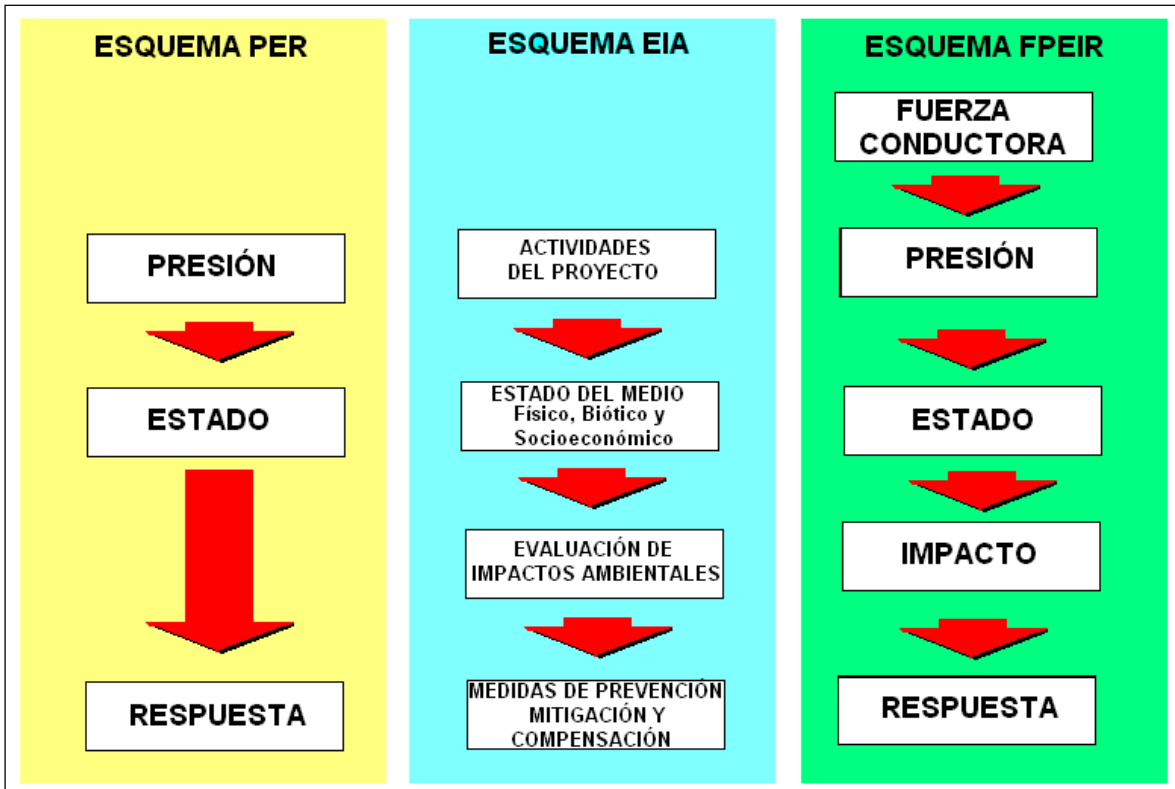 ESQUEMA PER
PRESIÓN
ESTADO
RESPUESTA
ESQUEMA EIA
ACTIVIDADES
DEL PROYECTO
ESTADO DEL MEDIO
Físico, Biótico y
Socioeconómico
EVALUACIÓN DE
IMPACTOS AMBIENTALES
MEDIDAS DE PREVENCIÓN
MITIGACIÓN Y
COMPENSACIÓN
ESQUEMA FPEIR
FUERZA
CONDUCTORA
PRESIÓN
ESTADO
IMPACTO
RESPUESTA